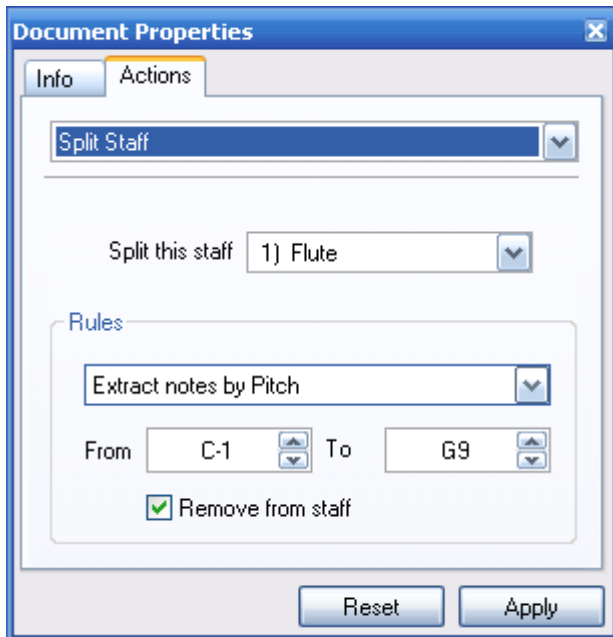 Document Properties
Info Actions
Split Staff
Split this staff 1) Flute
Rules
Extract notes by Pitch
From C-1 To G9
Remove from staff
Reset Apply